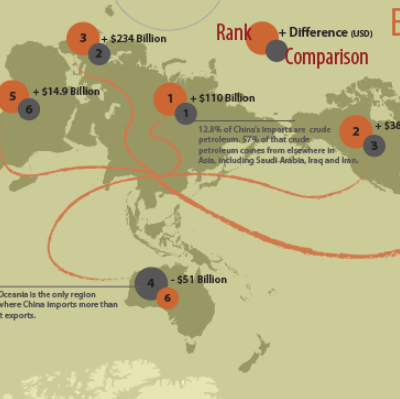 3
+ $234 Billion
2
Rank
+ Difference (USD)
Comparison
5
+ $14.9 Billion
6
1
+ $110 Billion
1
12.8% of China's imports are crude
petroleum. 57% of that crude
petroleum comes from elsewhere in
Asia, including Saudi Arabia, Iraq and Iran.
2
3
4
- $51 Billion
6
Oceania is the only region
where China imports more than
t exports.